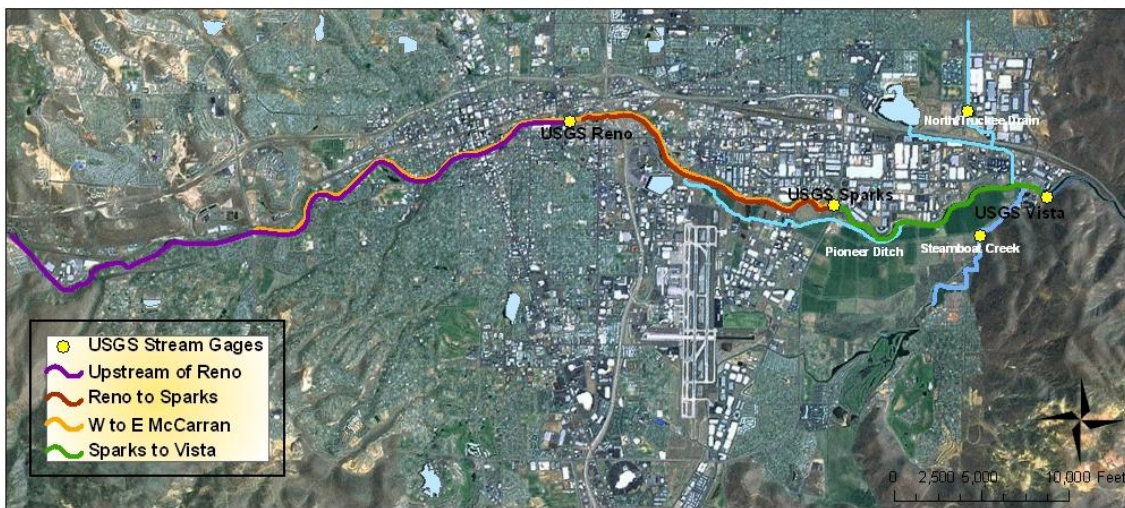 North Truckee Drain
USGS Reno
USGS Sparks
USGS Vista
Pioneer Ditch
Steamboat Creek
USGS Stream Gages
Upstream of Reno
Reno to Sparks
W to E McCarran
Sparks to Vista
0 2,500 5,000 10,000 Feet